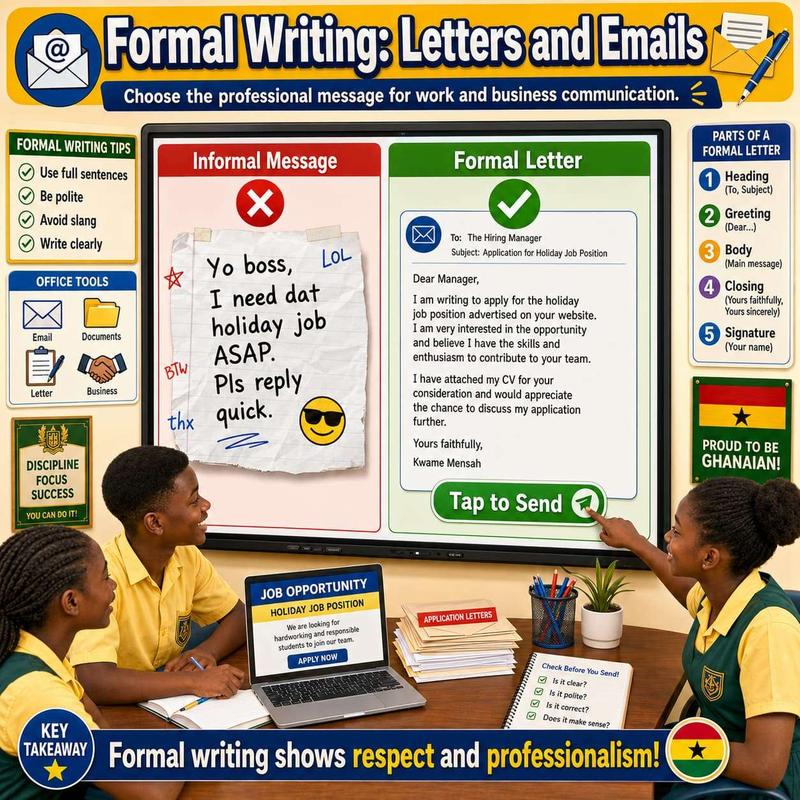 @
Formal Writing: Letters and Emails
Choose the professional message for work and business communication.
FORMAL WRITING TIPS
Use full sentences
Be polite
Avoid slang
Write clearly
OFFICE TOOLS
Email
Documents
Letter
Business
DISCIPLINE
FOCUS
SUCCESS
YOU CAN DO IT!
Informal Message
Yo boss,
LOL
I need dat
holiday job
ASAP.
BTW
Pls reply
quick.
thx
Formal Letter
To: The Hiring Manager
Subject: Application for Holiday Job Position
Dear Manager,
I am writing to apply for the holiday
job position advertised on your website.
I am very interested in the opportunity
and believe I have the skills and
enthusiasm to contribute to your team.
I have attached my CV for your
consideration and would appreciate
the chance to discuss my application
further.
Yours faithfully,
Kwame Mensah
Tap to Send
PARTS OF A
FORMAL LETTER
1 Heading
(To, Subject)
2 Greeting
(Dear...)
3 Body
(Main message)
4 Closing
(Yours faithfully,
Yours sincerely)
5 Signature
(Your name)
PROUD TO BE
GHANAIAN!
JOB OPPORTUNITY
HOLIDAY JOB POSITION
We are looking for
hardworking and responsible
students to join our team.
APPLY NOW
APPLICATION LETTERS
Check Before You Send!
Is it clear?
Is it polite?
Is it correct?
Does it make sense?
KEY
TAKEAWAY
Formal writing shows respect and professionalism!